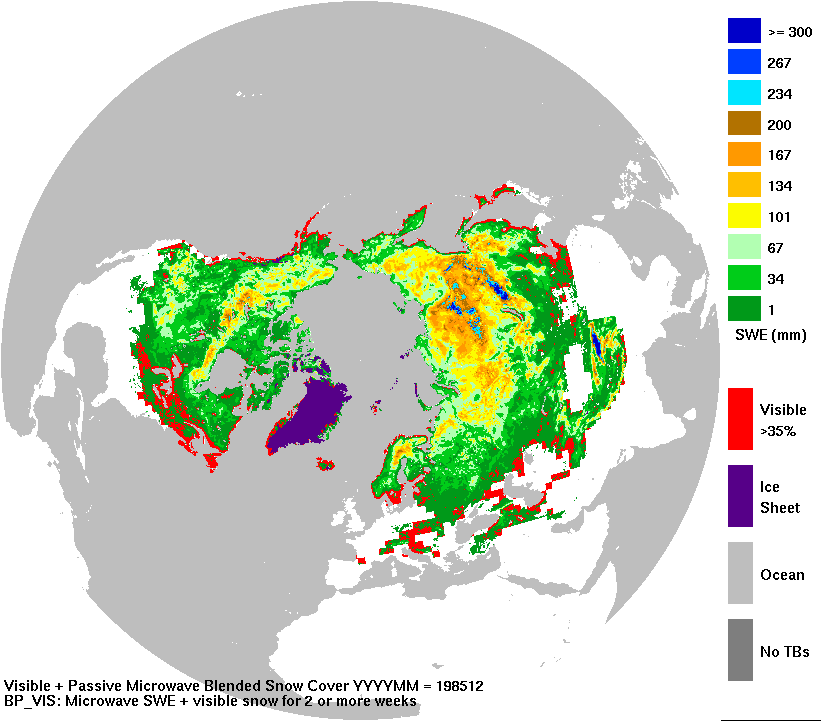 >= 300
267
234
200
167
134
101
67
34
1
SWE (mm)
Visible
>35%
Ice
Sheet
Ocean
No TBs
Visible + Passive Microwave Blended Snow Cover YYYYMM = 198512
BP_VIS: Microwave SWE + visible snow for 2 or more weeks